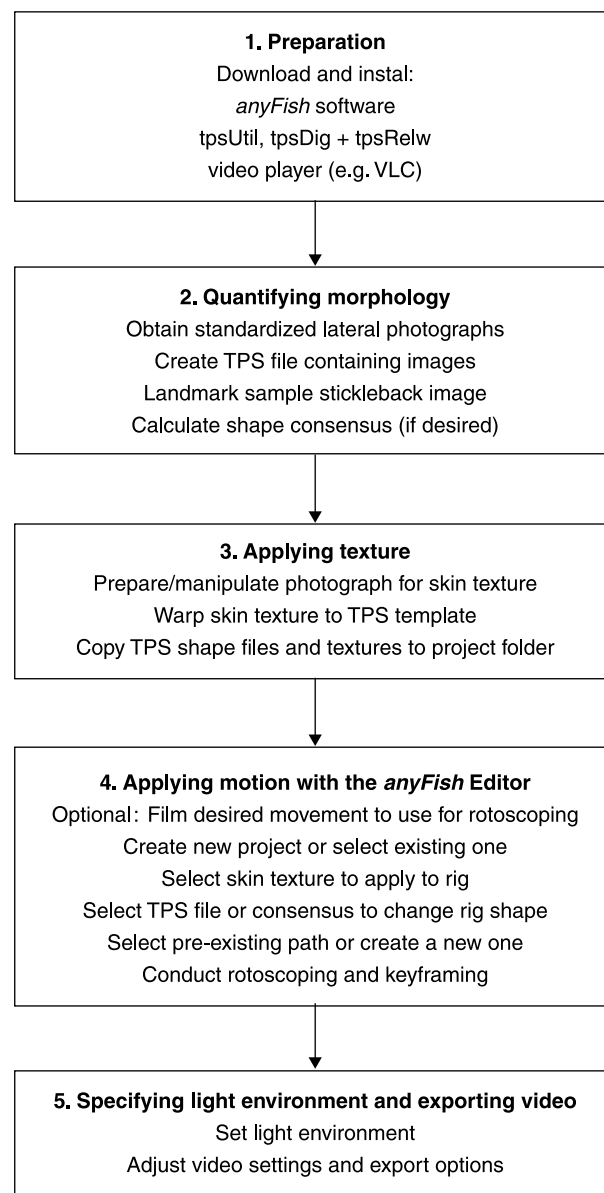 1. Preparation
Download and instal:
anyFish software
tpsUtil, tpsDig + tpsRelw
video player (e.g. VLC)
2. Quantifying morphology
Obtain standardized lateral photographs
Create TPS file containing images
Landmark sample stickleback image
Calculate shape consensus (if desired)
3. Applying texture
Prepare/manipulate photograph for skin texture
Warp skin texture to TPS template
Copy TPS shape files and textures to project folder
4. Applying motion with the anyFish Editor
Optional: Film desired movement to use for rotoscoping
Create new project or select existing one
Select skin texture to apply to rig
Select TPS file or consensus to change rig shape
Select pre-existing path or create a new one
Conduct rotoscoping and keyframing
5. Specifying light environment and exporting video
Set light environment
Adjust video settings and export options